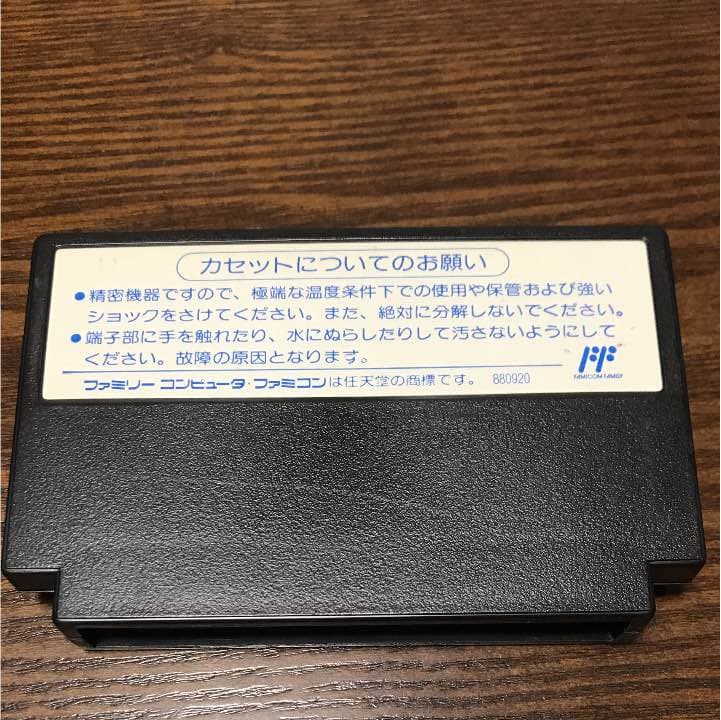 カセットについてのお願い
●精密機器ですので、極端な温度条件下での使用や保管および強い
ショックをさけてください。また、絶対に分解しないでください。
●端子部に手を触れたり、水にぬらしたりして汚さないようにして
ください。故障の原因となります。
FAMICOM FAMILY
ファミリー コンピュータ・ファミコンは任天堂の商標です。 880920